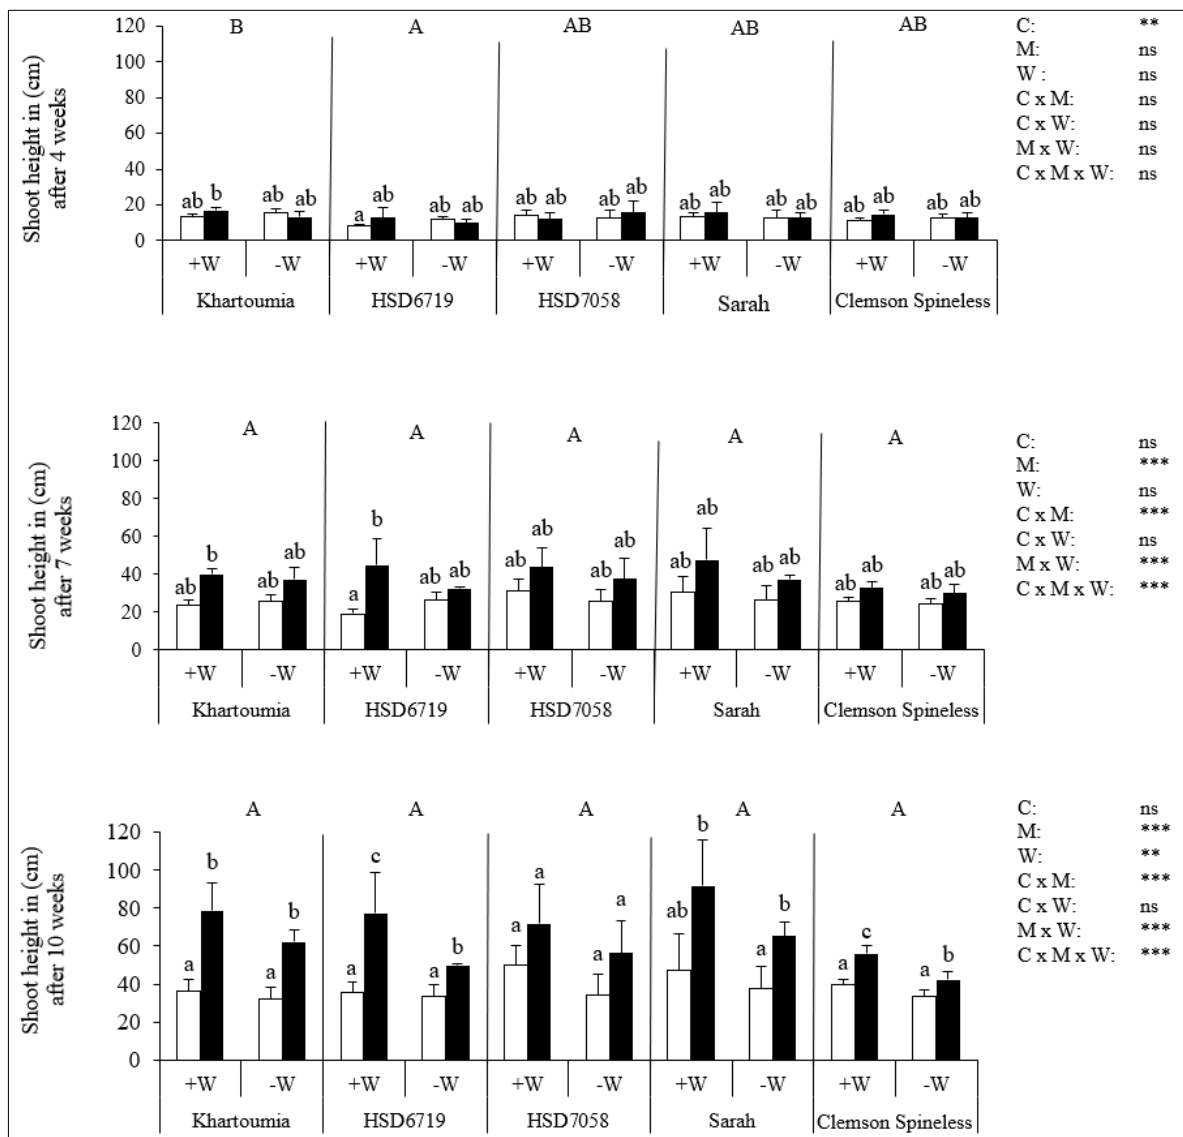 Shoot height in (cm)
after 4 weeks
120
100
80
60
40
20
0
B A AB AB AB
ab b ab ab a ab ab ab ab ab ab ab ab ab ab ab ab ab ab ab
+W -W +W -W +W -W +W -W +W -W
Khartoumia HSD6719 HSD7058 Sarah Clemson Spineless
C: **
M: ns
W : ns
C x M: ns
C x W: ns
M x W: ns
C x M x W: ns
Shoot height in (cm)
after 7 weeks
120
100
80
60
40
20
0
A A A A A
ab b ab ab a b ab ab ab ab ab ab ab ab ab ab ab ab ab ab
+W -W +W -W +W -W +W -W +W -W
Khartoumia HSD6719 HSD7058 Sarah Clemson Spineless
C: ns
M: ***
W: ns
C x M: ***
C x W: ns
M x W: ***
C x M x W: ***
Shoot height in (cm)
after 10 weeks
120
100
80
60
40
20
0
A A A A A
a b a b a c a b a a a a ab b a b a c a b
+W -W +W -W +W -W +W -W +W -W
Khartoumia HSD6719 HSD7058 Sarah Clemson Spineless
C: ns
M: ***
W: **
C x M: ***
C x W: ns
M x W: ***
C x M x W: ***